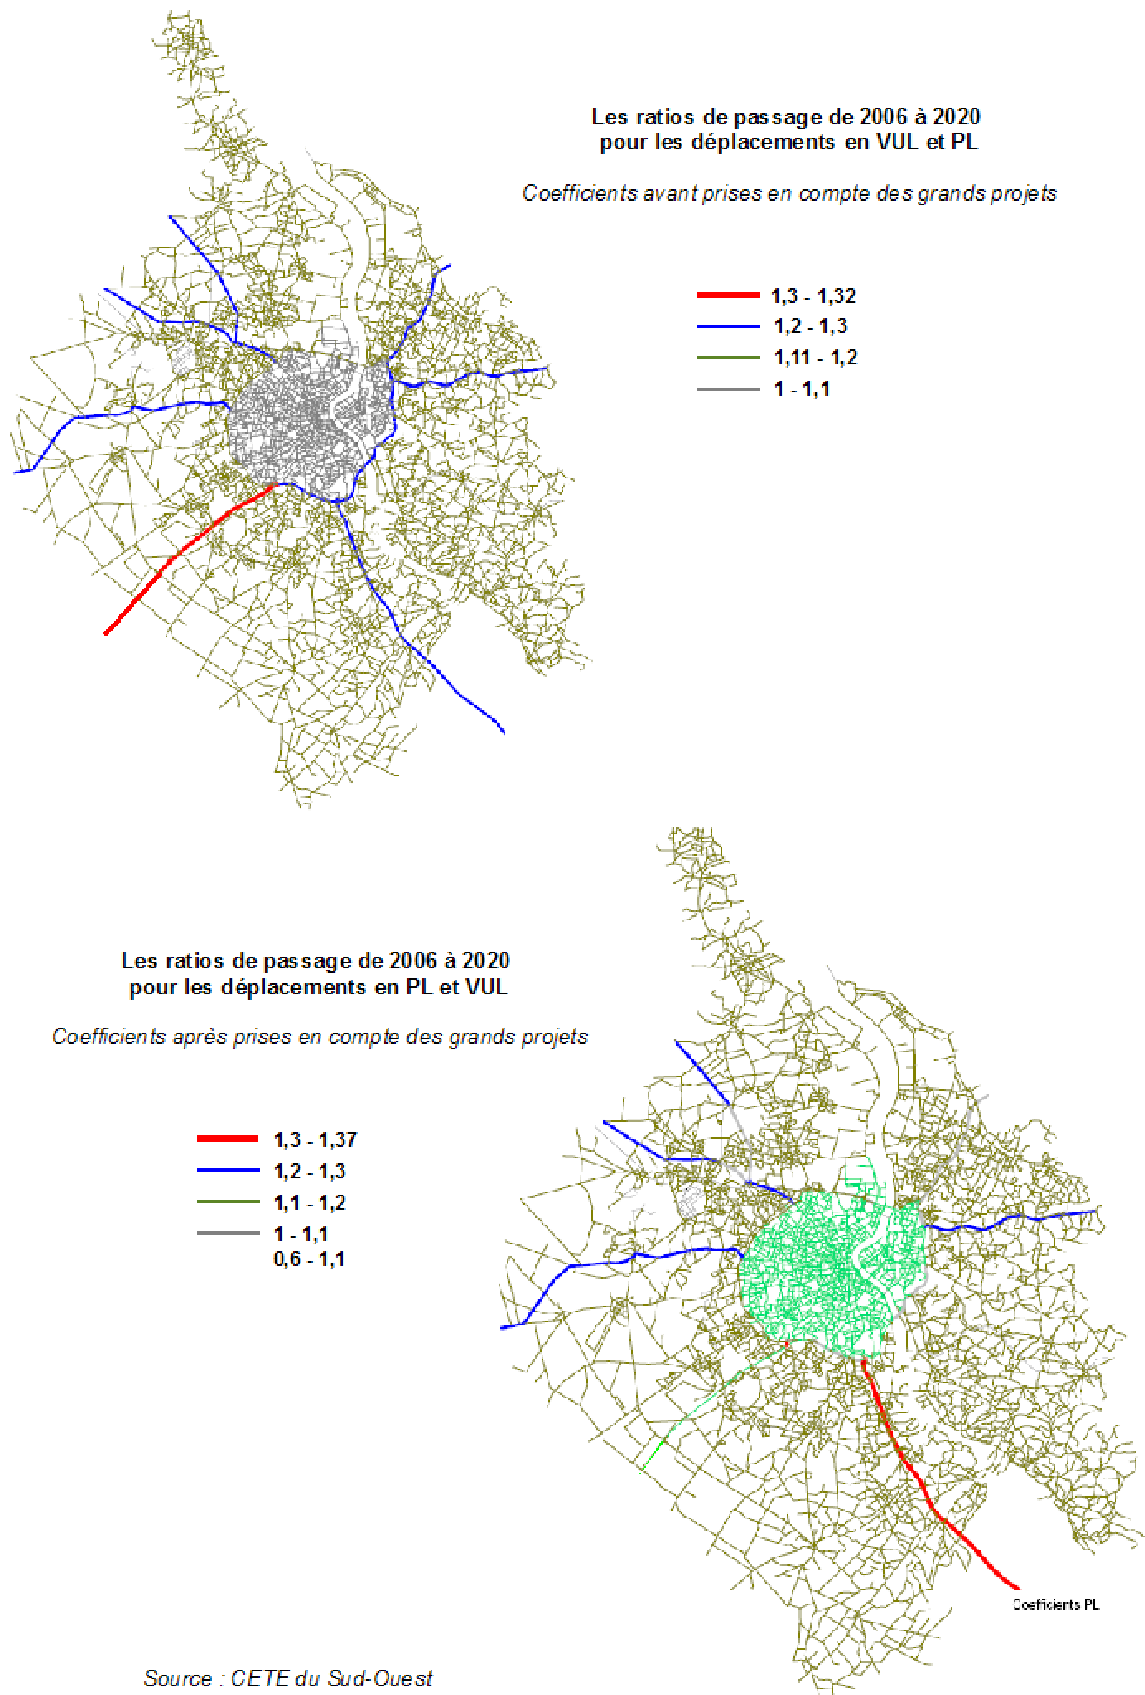 Les ratios de passage de 2006 à 2020
pour les déplacements en VUL et PL
Coefficients avant prises en compte des grands projets
1,3 - 1,32
1,2 - 1,3
1,11 - 1,2
1 - 1,1
Les ratios de passage de 2006 à 2020
pour les déplacements en PL et VUL
Coefficients après prises en compte des grands projets
1,3 - 1,37
1,2 - 1,3
1,1 - 1,2
1 - 1,1
0,6 - 1,1
Coefficients PL
Source : CETE du Sud-Ouest